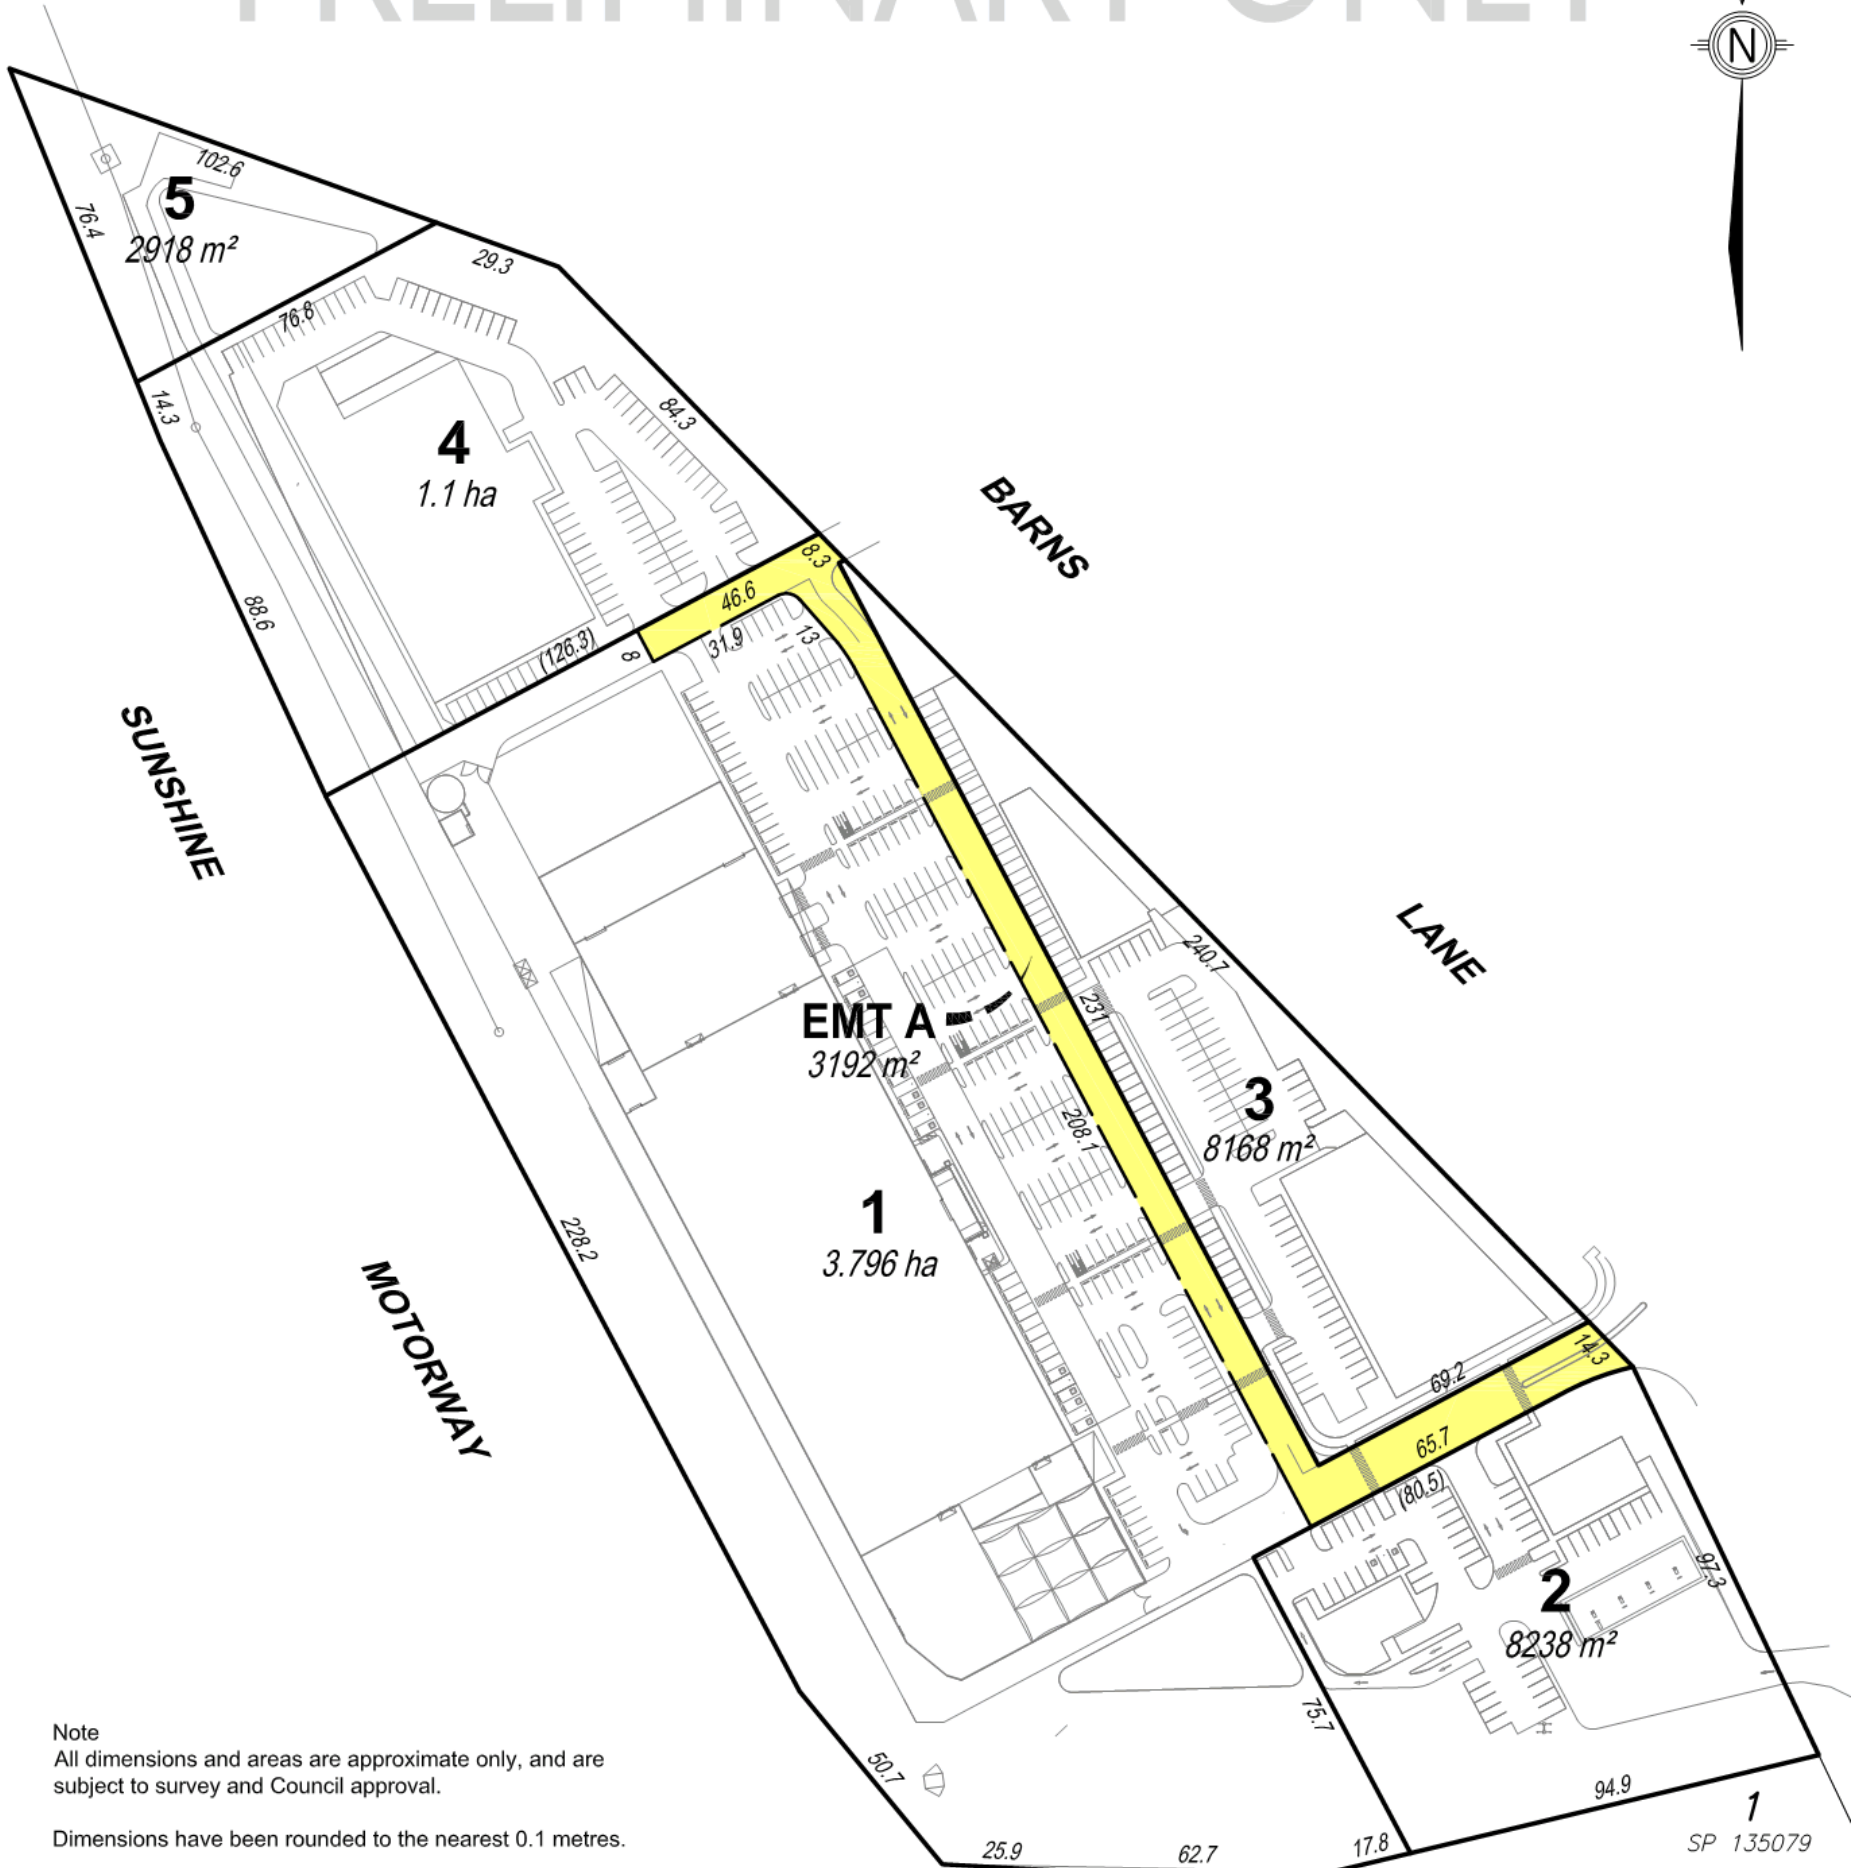 PRELIMINARY ONLY
N
102.6
5
2918 m²
76.4
29.3
76.8
14.3
84.3
4
1.1 ha
BARNS
8.3
46.6
88.6
(126.3)
8
31.9
13
SUNSHINE
LANE
240.7
231
EMT A
3192 m²
3
8168 m²
208.1
1
3.796 ha
228.2
MOTORWAY
14.3
69.2
65.7
(80.5)
97.3
2
8238 m²
75.7
50.7
94.9
1
SP 135079
25.9
62.7
17.8
Note
All dimensions and areas are approximate only, and are
subject to survey and Council approval.
Dimensions have been rounded to the nearest 0.1 metres.